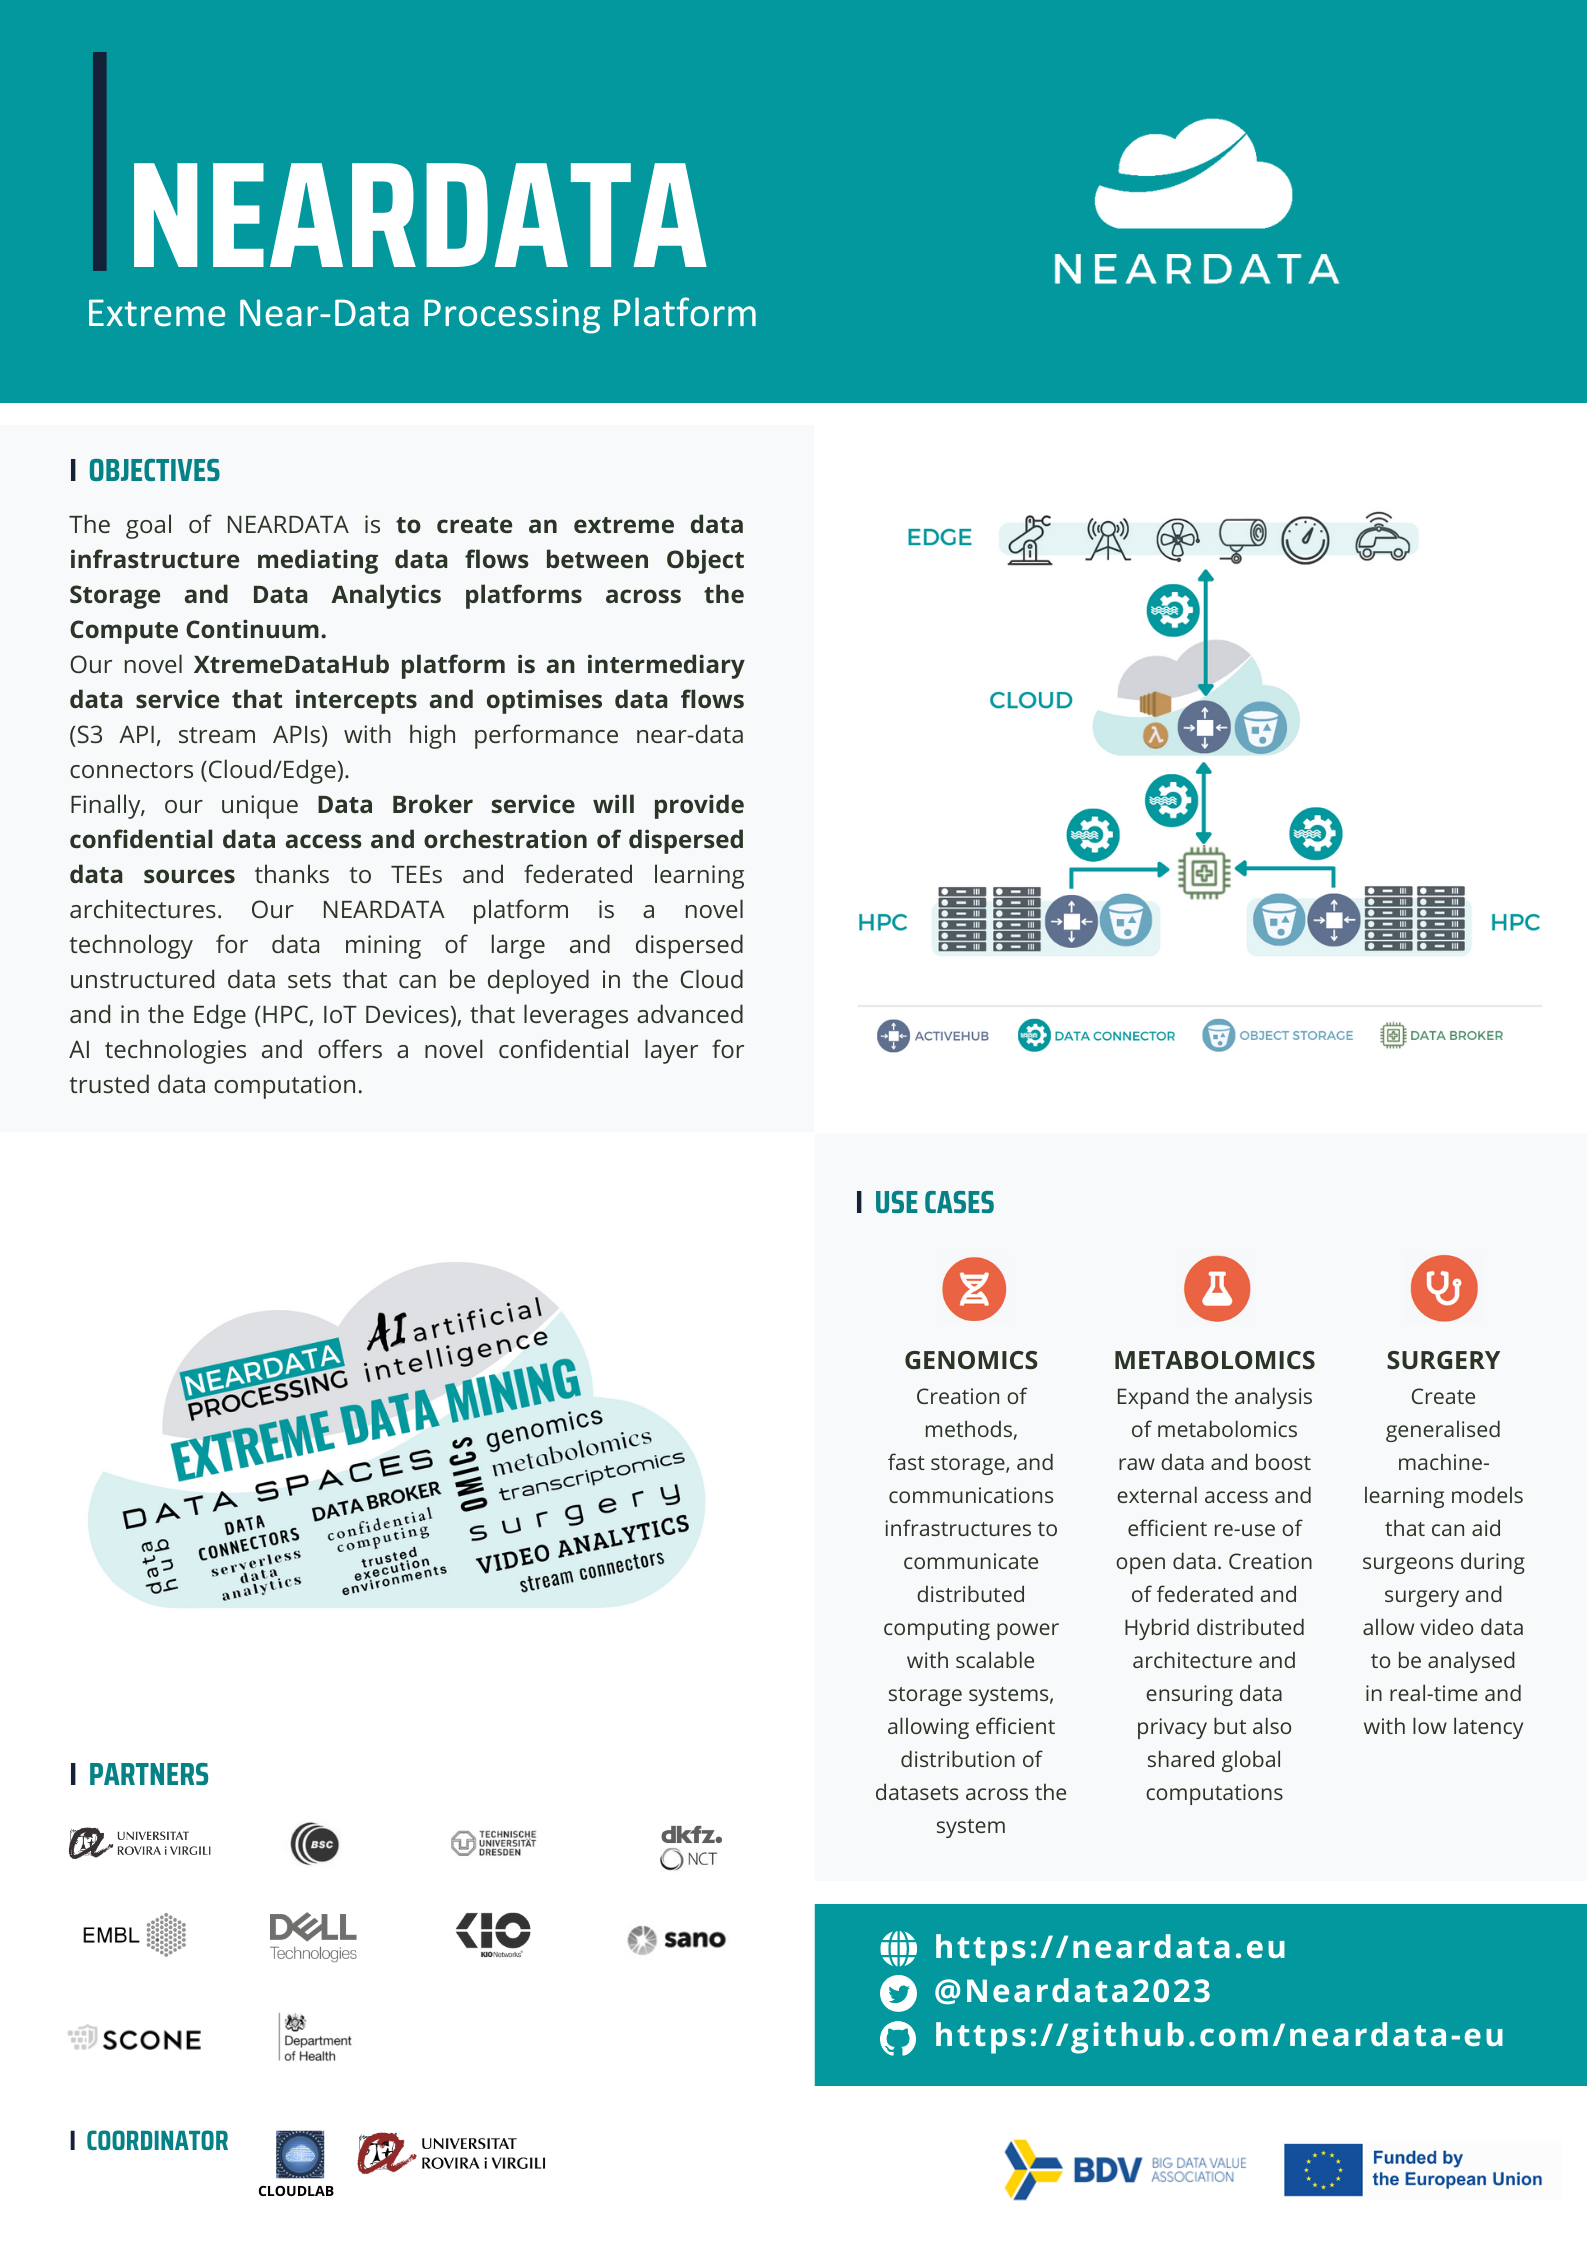 NEARDATA
Extreme Near-Data Processing Platform
NEARDATA
OBJECTIVES
The goal of NEARDATA is to create an extreme data
infrastructure mediating data flows between Object
Storage and Data Analytics platforms across the
Compute Continuum.
Our novel XtremeDataHub platform is an intermediary
data service that intercepts and optimises data flows
(S3 API, stream APIs) with high performance near-data
connectors (Cloud/Edge).
Finally, our unique Data Broker service will provide
confidential data access and orchestration of dispersed
data sources thanks to TEEs and federated learning
architectures. Our NEARDATA platform is a novel
technology for data mining of large and dispersed
unstructured data sets that can be deployed in the Cloud
and in the Edge (HPC, IoT Devices), that leverages advanced
AI technologies and offers a novel confidential layer for
trusted data computation.
EDGE
CLOUD
λ
HPC
HPC
ACTIVEHUB
DATA CONNECTOR
OBJECT STORAGE
DATA BROKER
NEARDATA
PROCESSING
AI artificial
intelligence
EXTREME DATA MINING
DATA SPACES
data
hub
DATA
CONNECTORS
serverless
data
analytics
DATA BROKER
confidential
computing
trusted
execution
environments
OMICS
genomics
metabolomics
transcriptomics
surgery
VIDEO ANALYTICS
stream connectors
USE CASES
GENOMICS
Creation of
methods,
fast storage, and
communications
infrastructures to
communicate
distributed
computing power
with scalable
storage systems,
allowing efficient
distribution of
datasets across the
system
METABOLOMICS
Expand the analysis
of metabolomics
raw data and boost
external access and
efficient re-use of
open data. Creation
of federated and
Hybrid distributed
architecture and
ensuring data
privacy but also
shared global
computations
SURGERY
Create
generalised
machine-
learning models
that can aid
surgeons during
surgery and
allow video data
to be analysed
in real-time and
with low latency
PARTNERS
UNIVERSITAT
ROVIRA i VIRGILI
BSC
TECHNISCHE
UNIVERSITÄT
DRESDEN
dkfz.
NCT
EMBL
DELL
Technologies
KIO
KIO Networks
sano
SCONE
Department
of Health
https://neardata.eu
@Neardata2023
https://github.com/neardata-eu
COORDINATOR
CLOUDLAB
UNIVERSITAT
ROVIRA i VIRGILI
BDV
BIG DATA VALUE
ASSOCIATION
Funded by
the European Union